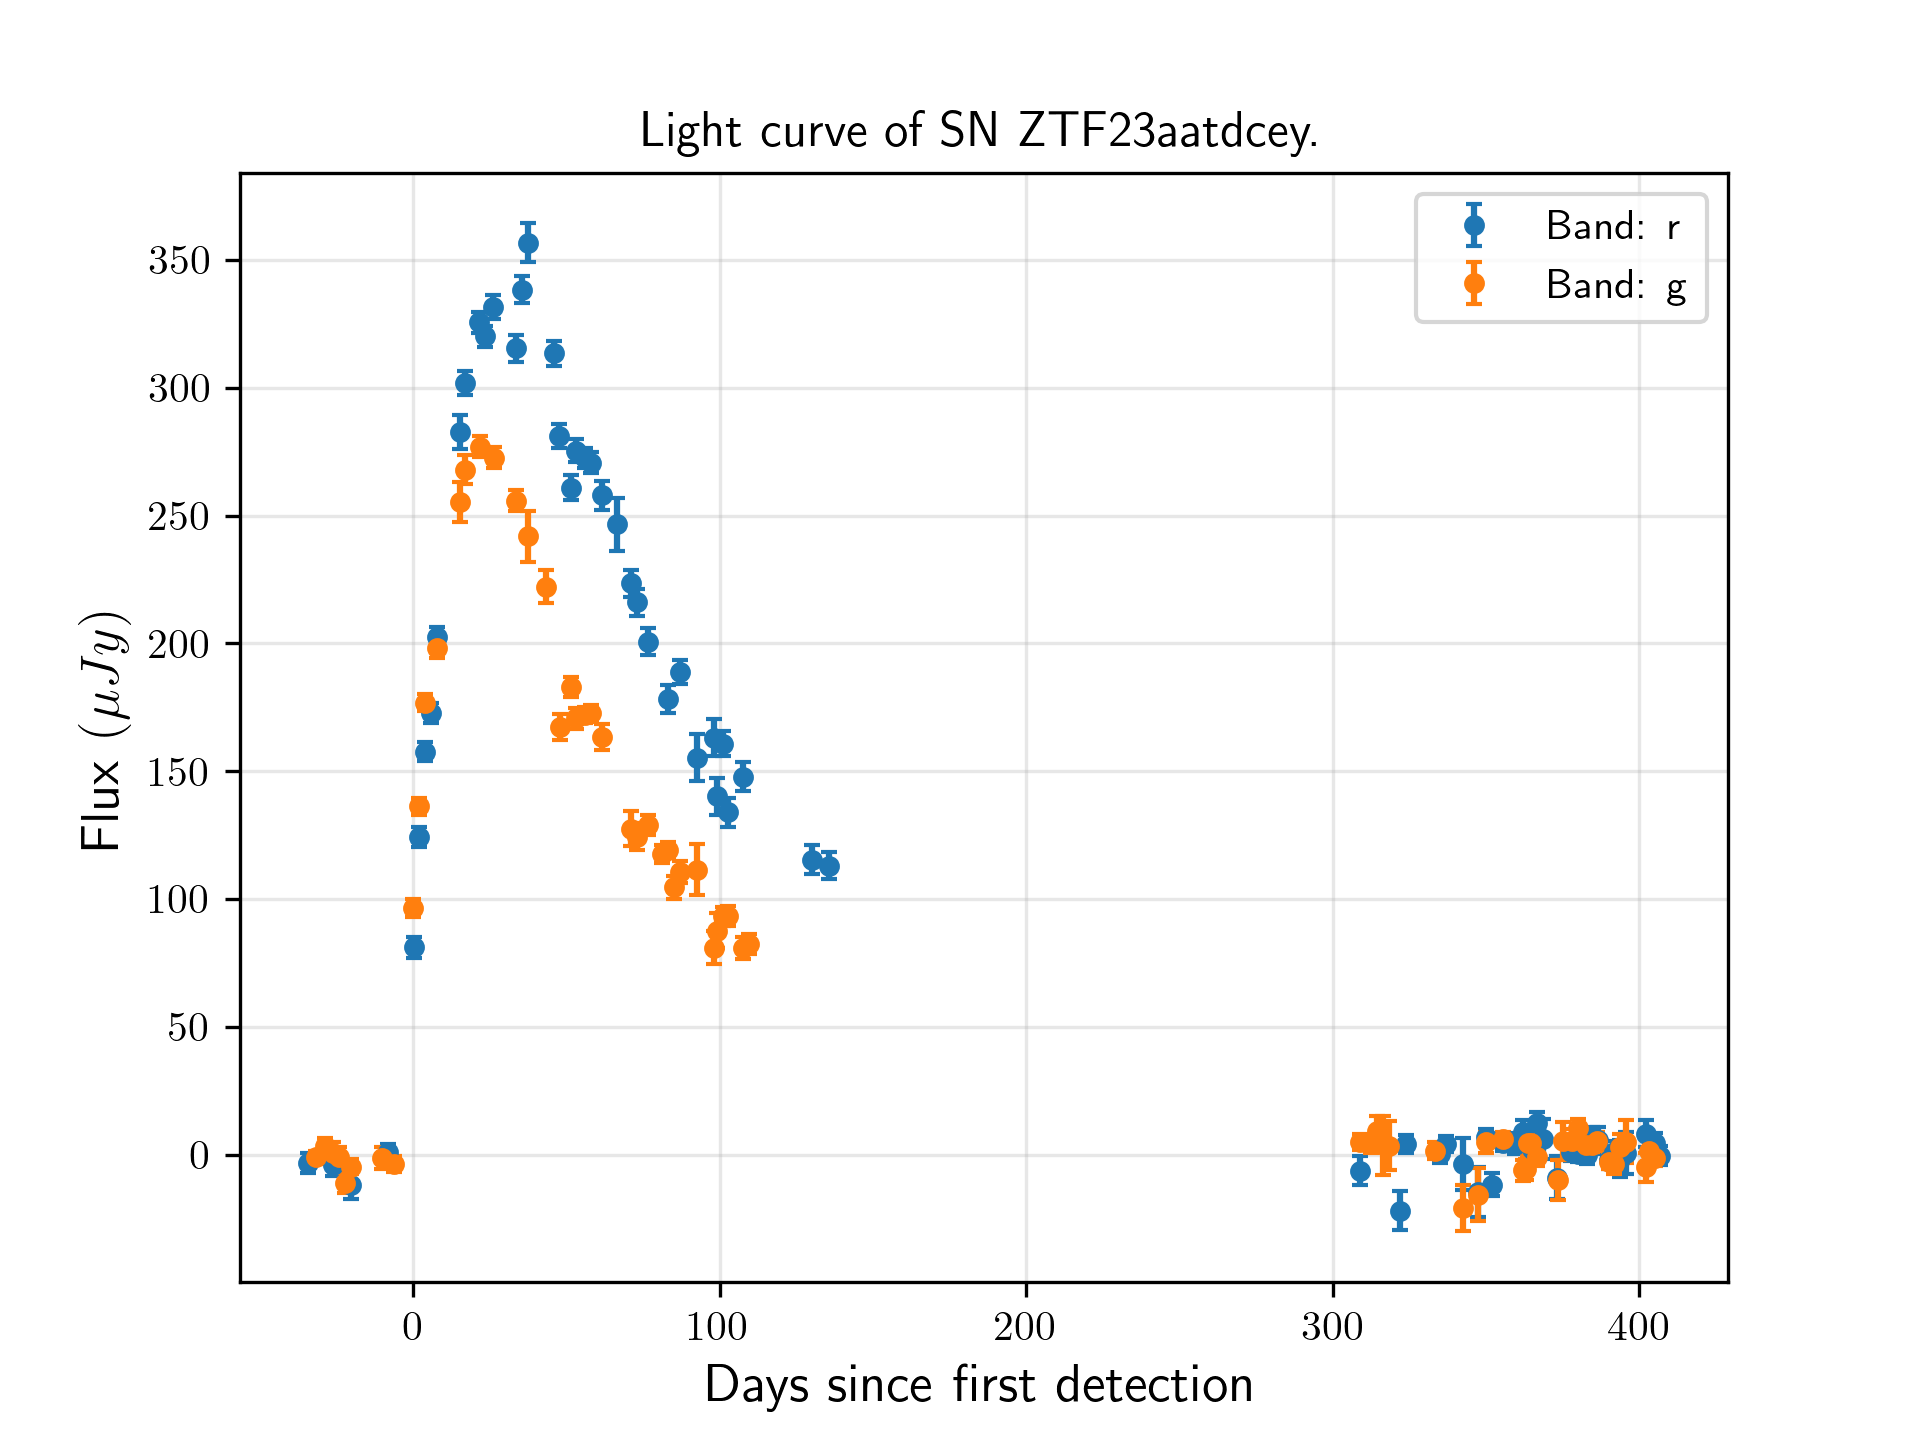 Light curve of SN ZTF23aatdcey.
Band: r
Band: g
350
300
250
200
150
100
50
0
Flux (μJy)
0 100 200 300 400
Days since first detection